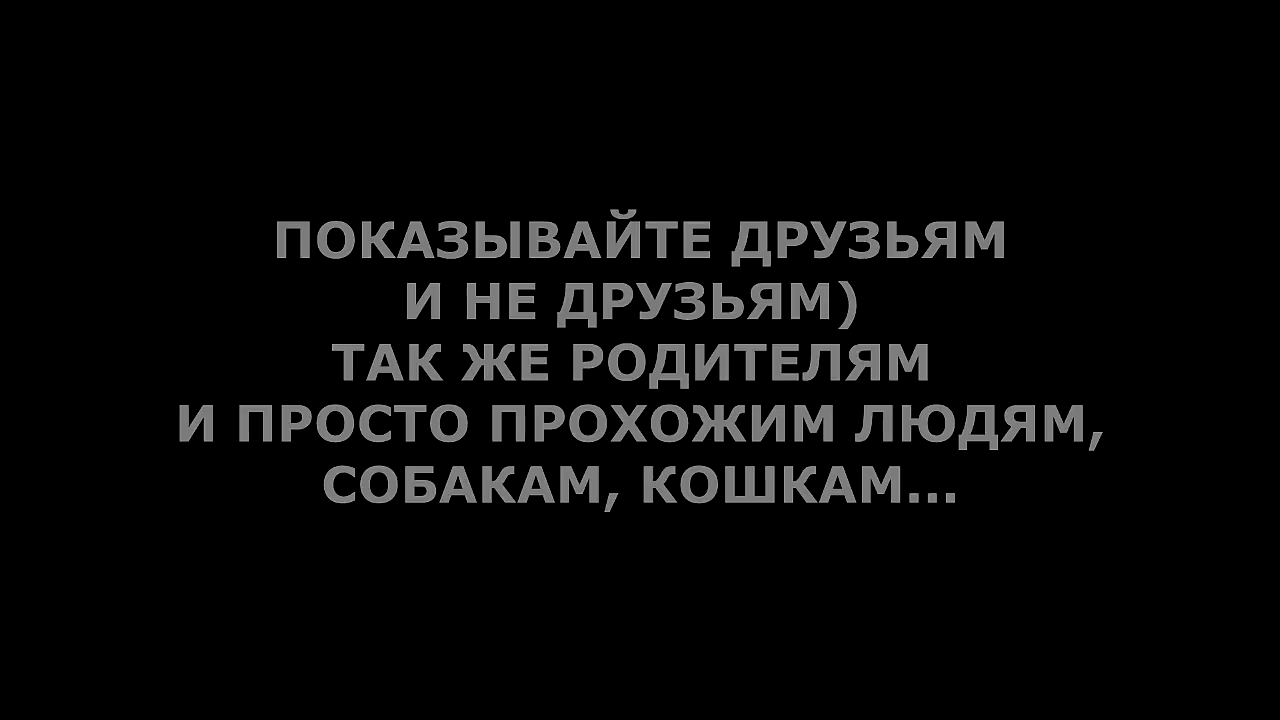 ПОКАЗЫВАЙТЕ ДРУЗЬЯМ
И НЕ ДРУЗЬЯМ)
ТАК ЖЕ РОДИТЕЛЯМ
И ПРОСТО ПРОХОЖИМ ЛЮДЯМ,
СОБАКАМ, КОШКАМ...